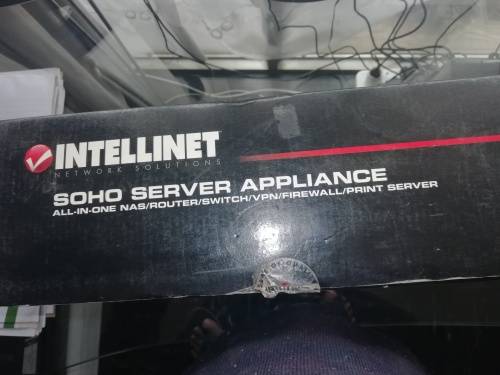 INTELLINET
NETWORK SOLUTIONS
SOHO SERVER APPLIANCE
ALL-IN-ONE NAS/ROUTER/SWITCH/VPN/FIREWALL/PRINT SERVER